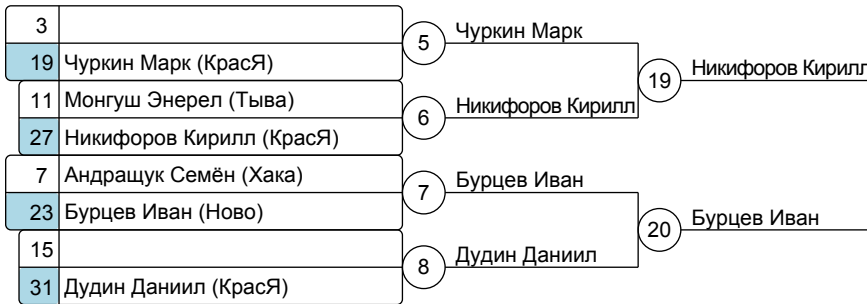 3
19 Чуркин Марк (КрасЯ)
11 Монгуш Энерел (Тыва)
27 Никифоров Кирилл (КрасЯ)
7 Андращук Семён (Хака)
23 Бурцев Иван (Ново)
15
31 Дудин Даниил (КрасЯ)
5 Чуркин Марк
6 Никифоров Кирилл
7 Бурцев Иван
8 Дудин Даниил
19 Никифоров Кирилл
20 Бурцев Иван